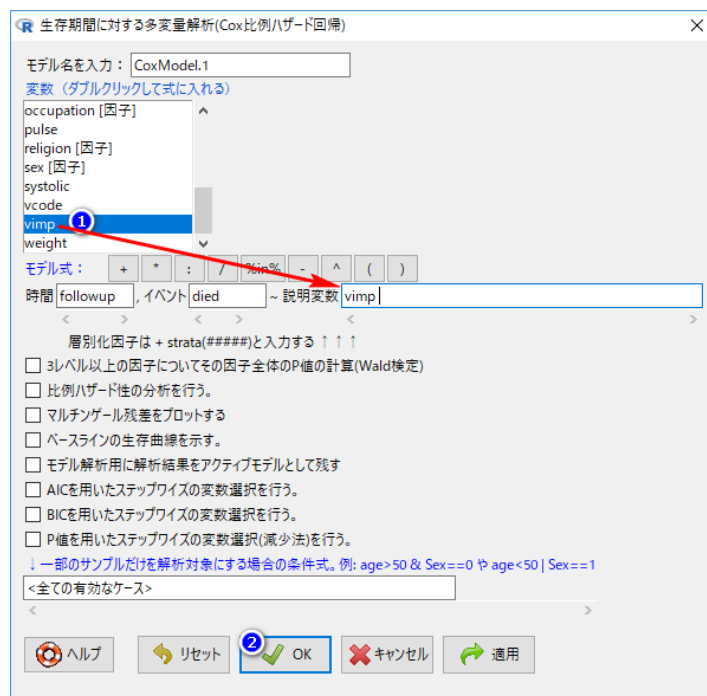 生存期間に対する多変量解析(Cox比例ハザード回帰)
モデル名を入力： CoxModel.1
変数（ダブルクリックして式に入れる）
occupation [因子]
pulse
religion [因子]
sex [因子]
systolic
vcode
vimp 1
weight
モデル式： + * : / %in% - ^ ( )
時間 followup , イベント died ~ 説明変数 vimp
層別化因子は + strata(#####)と入力する ↑ ↑ ↑
3レベル以上の因子についてその因子全体のP値の計算(Wald検定)
比例ハザード性の分析を行う。
マルチンゲール残差をプロットする
ベースラインの生存曲線を示す。
モデル解析用に解析結果をアクティブモデルとして残す
AICを用いたステップワイズの変数選択を行う。
BICを用いたステップワイズの変数選択を行う。
P値を用いたステップワイズの変数選択(減少法)を行う。
↓一部のサンプルだけを解析対象にする場合の条件式。例: age>50 & Sex==0 や age<50 | Sex==1
<全ての有効なケース>
ヘルプ リセット 2 OK キャンセル 適用